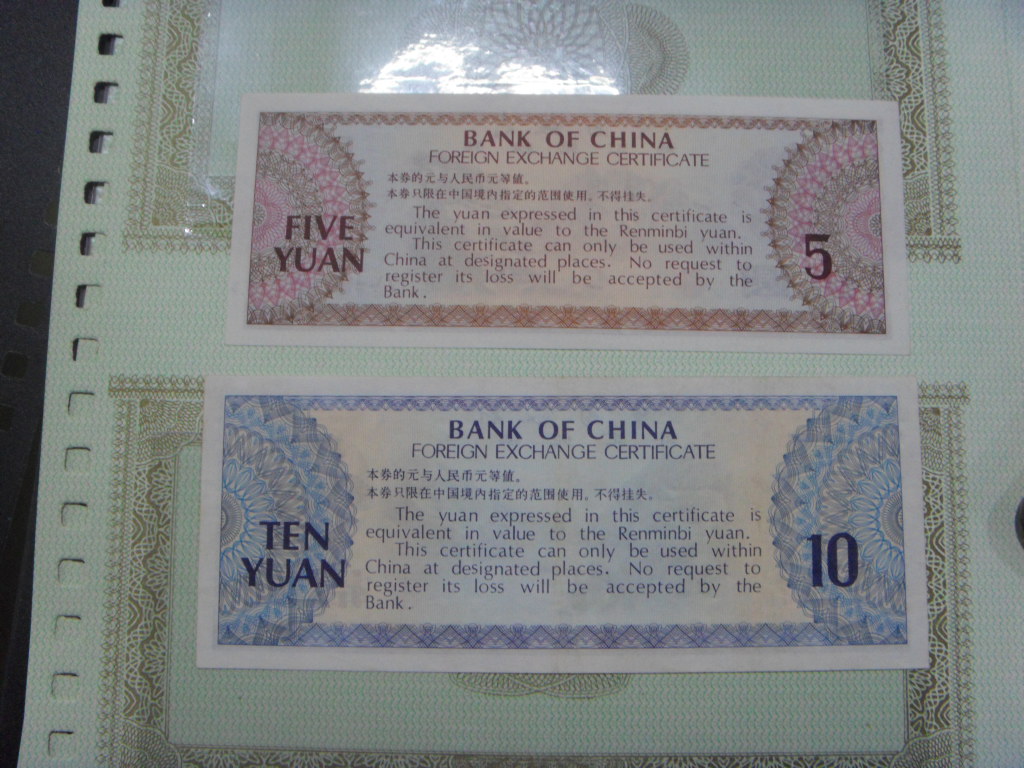 BANK OF CHINA
FOREIGN EXCHANGE CERTIFICATE
本券的元与人民币元等值。
本券只限在中国境内指定的范围使用。不得挂失。
The yuan expressed in this certificate is
equivalent in value to the Renminbi yuan.
This certificate can only be used within
China at designated places. No request to
register its loss will be accepted by the
Bank.
FIVE
YUAN
5
BANK OF CHINA
FOREIGN EXCHANGE CERTIFICATE
本券的元与人民币元等值。
本券只限在中国境内指定的范围使用。不得挂失。
The yuan expressed in this certificate is
equivalent in value to the Renminbi yuan.
This certificate can only be used within
China at designated places. No request to
register its loss will be accepted by the
Bank.
TEN
YUAN
10